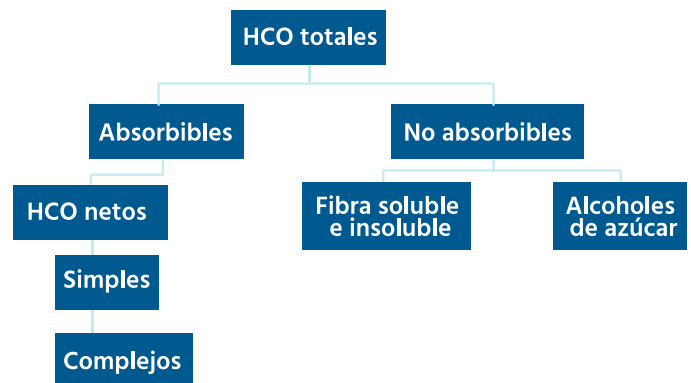 HCO totales
Absorbibles
No absorbibles
HCO netos
Fibra soluble
e insoluble
Alcoholes
de azúcar
Simples
Complejos